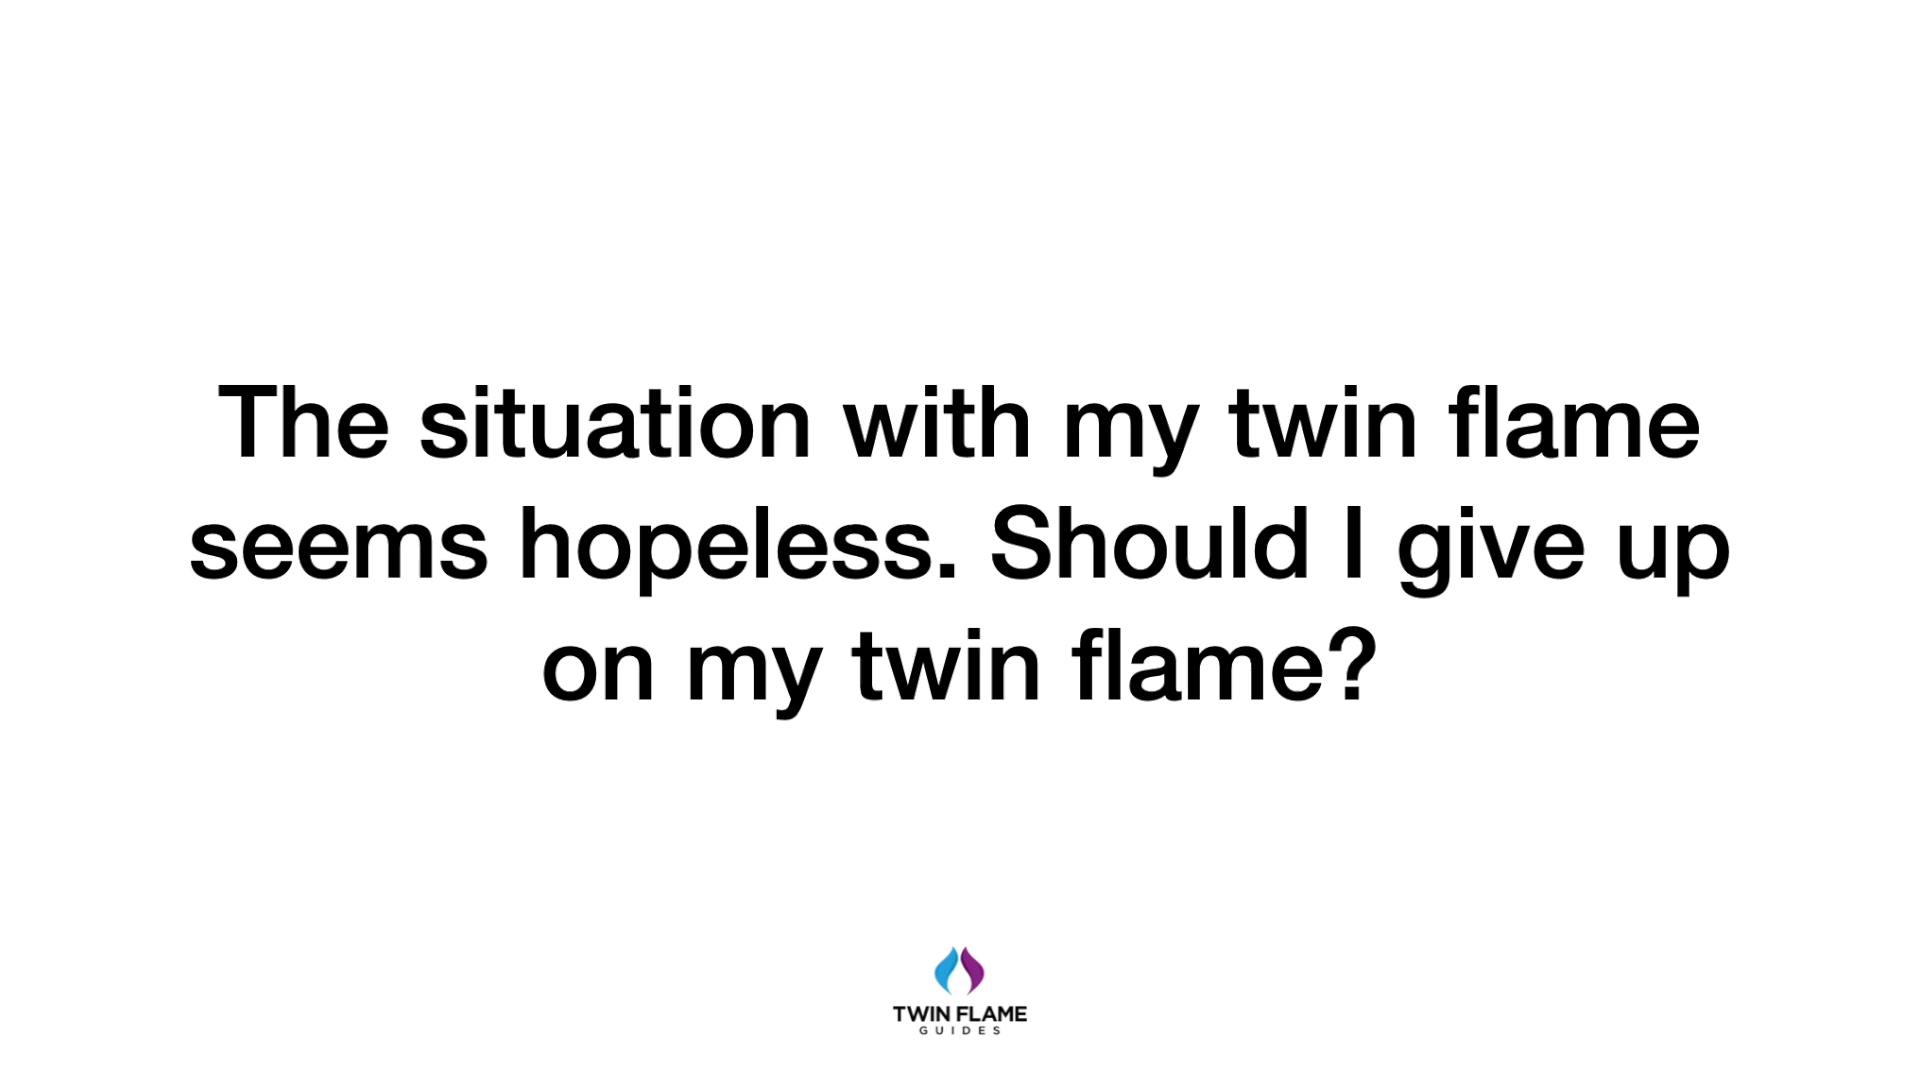 The situation with my twin flame
seems hopeless. Should I give up
on my twin flame?
TWIN FLAME
GUIDES